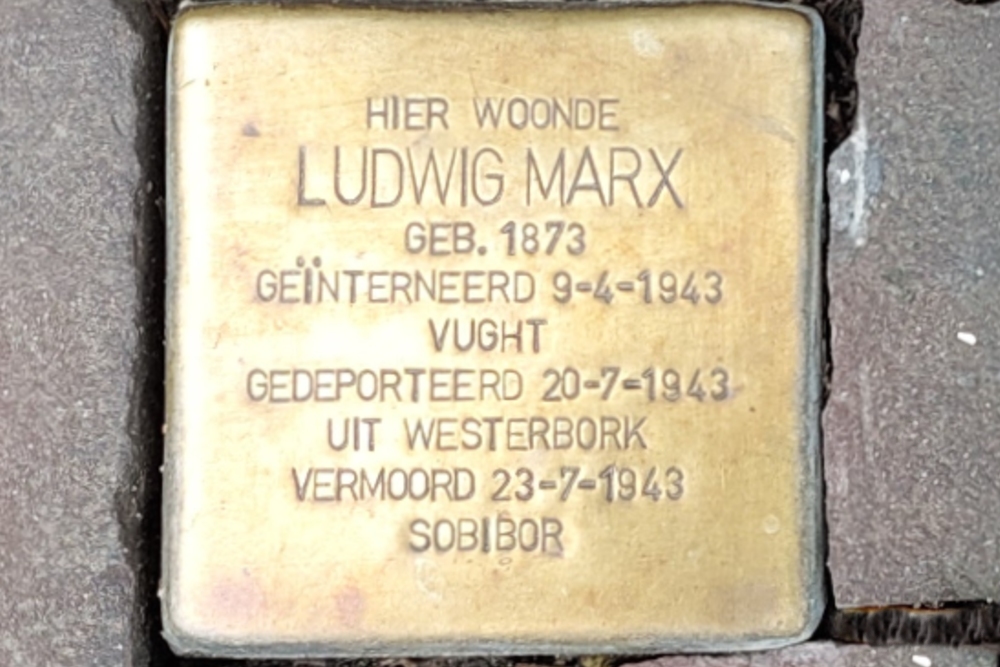 HIER WOONDE
LUDWIG MARX
GEB. 1873
GEÏNTERNEERD 9-4-1943
VUGHT
GEDEPORTEERD 20-7-1943
UIT WESTERBORK
VERMOORD 23-7-1943
SOBIBOR